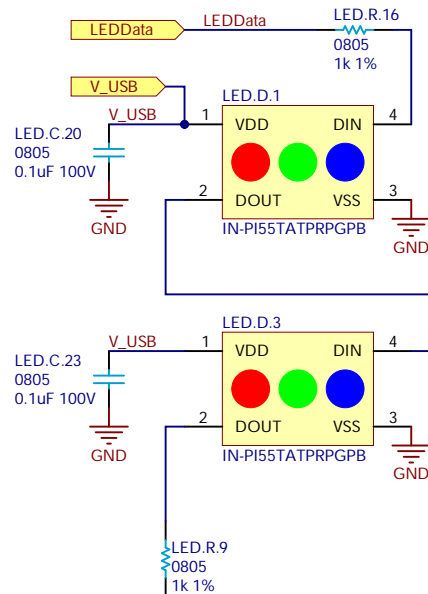 LEDData
LEDData
LED.R.16
0805
1k 1%
V_USB
V_USB
LED.C.20
0805
0.1uF 100V
GND
LED.D.1
1
VDD
DIN
4
2
DOUT
VSS
3
IN-PI55TATPRPGPB
GND
LED.D.3
V_USB
1
VDD
DIN
4
LED.C.23
0805
0.1uF 100V
GND
2
DOUT
VSS
3
IN-PI55TATPRPGPB
GND
LED.R.9
0805
1k 1%